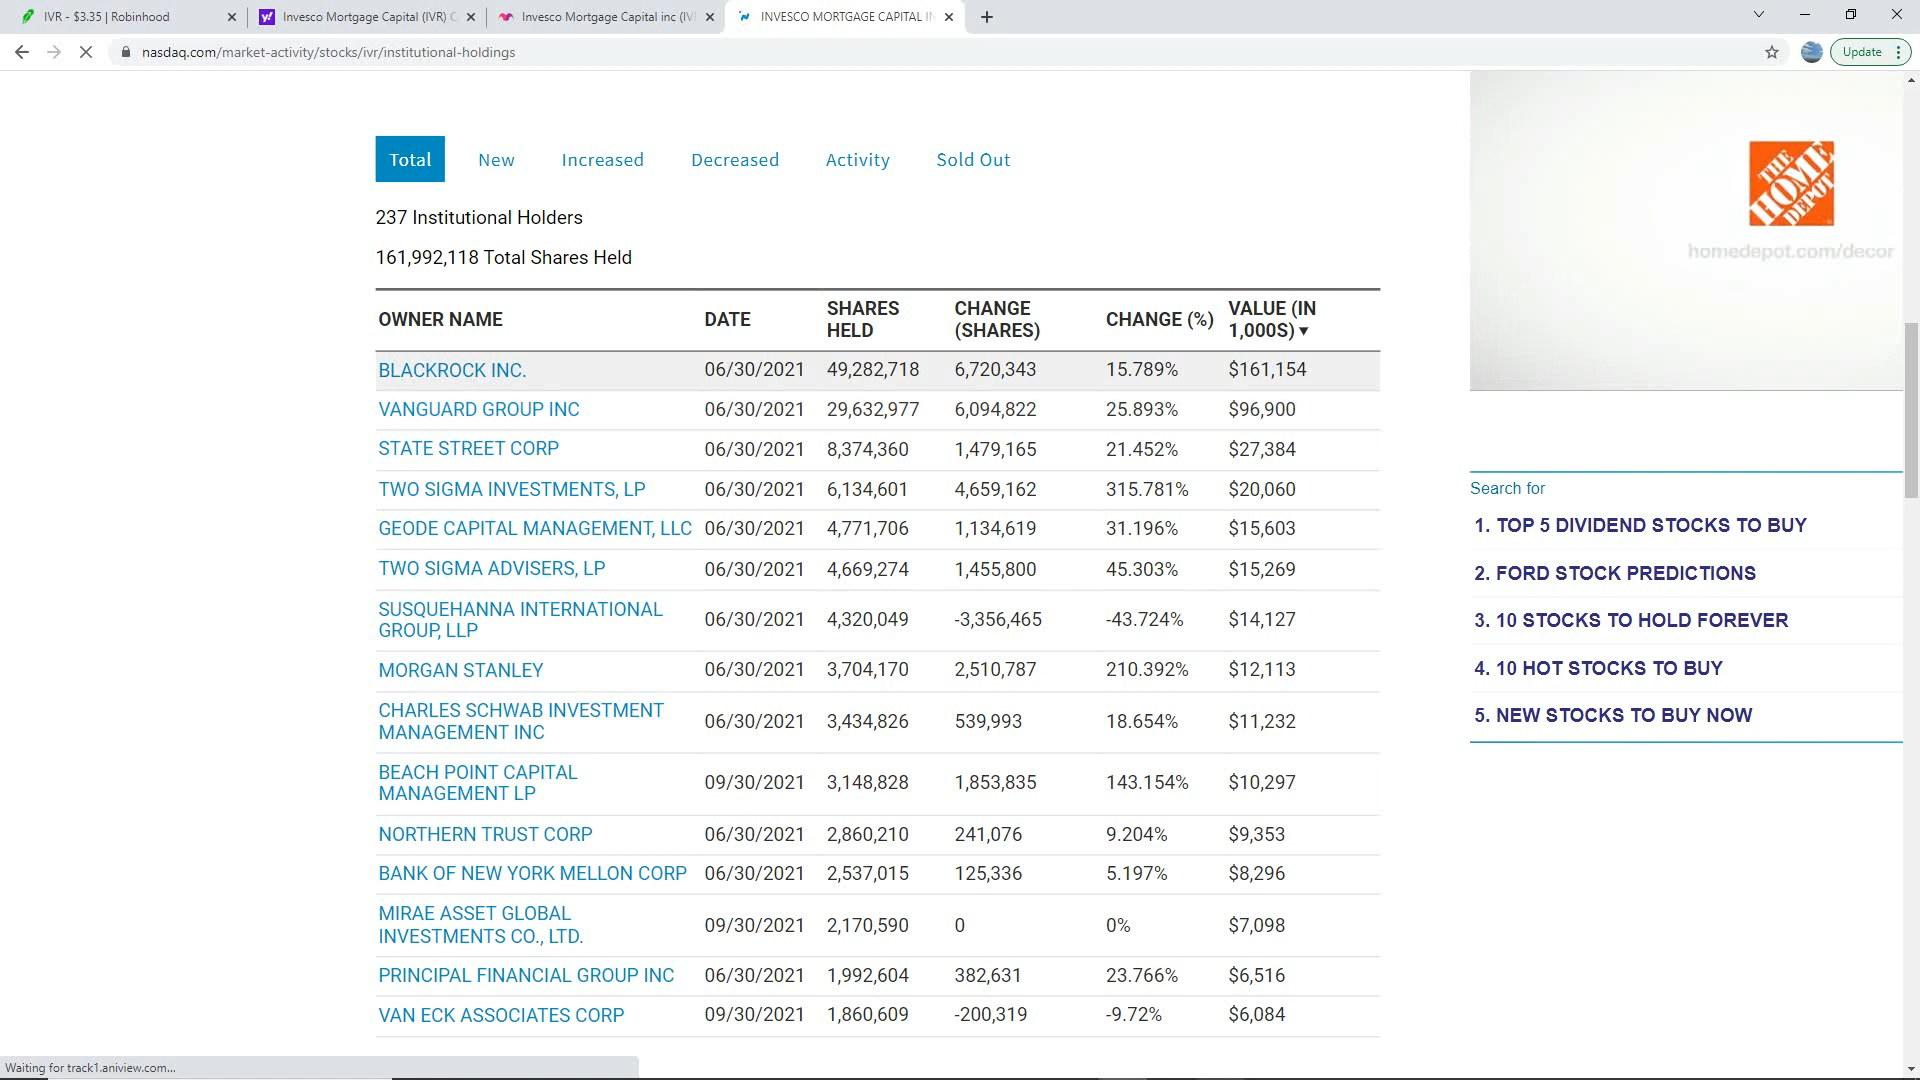 IVR - $3.35 | Robinhood
Invesco Mortgage Capital (IVR) C
Invesco Mortgage Capital inc (IV
INVESCO MORTGAGE CAPITAL IN
nasdaq.com/market-activity/stocks/ivr/institutional-holdings
Update
Total New Increased Decreased Activity Sold Out
237 Institutional Holders
161,992,118 Total Shares Held
OWNER NAME DATE SHARES HELD CHANGE (SHARES) CHANGE (%) VALUE (IN 1,000S) ▼
BLACKROCK INC. 06/30/2021 49,282,718 6,720,343 15.789% $161,154
VANGUARD GROUP INC 06/30/2021 29,632,977 6,094,822 25.893% $96,900
STATE STREET CORP 06/30/2021 8,374,360 1,479,165 21.452% $27,384
TWO SIGMA INVESTMENTS, LP 06/30/2021 6,134,601 4,659,162 315.781% $20,060
GEODE CAPITAL MANAGEMENT, LLC 06/30/2021 4,771,706 1,134,619 31.196% $15,603
TWO SIGMA ADVISERS, LP 06/30/2021 4,669,274 1,455,800 45.303% $15,269
SUSQUEHANNA INTERNATIONAL GROUP, LLP 06/30/2021 4,320,049 -3,356,465 -43.724% $14,127
MORGAN STANLEY 06/30/2021 3,704,170 2,510,787 210.392% $12,113
CHARLES SCHWAB INVESTMENT MANAGEMENT INC 06/30/2021 3,434,826 539,993 18.654% $11,232
BEACH POINT CAPITAL MANAGEMENT LP 09/30/2021 3,148,828 1,853,835 143.154% $10,297
NORTHERN TRUST CORP 06/30/2021 2,860,210 241,076 9.204% $9,353
BANK OF NEW YORK MELLON CORP 06/30/2021 2,537,015 125,336 5.197% $8,296
MIRAE ASSET GLOBAL INVESTMENTS CO., LTD. 09/30/2021 2,170,590 0 0% $7,098
PRINCIPAL FINANCIAL GROUP INC 06/30/2021 1,992,604 382,631 23.766% $6,516
VAN ECK ASSOCIATES CORP 09/30/2021 1,860,609 -200,319 -9.72% $6,084
THE HOME DEPOT
homedepot.com/decor
Search for
1. TOP 5 DIVIDEND STOCKS TO BUY
2. FORD STOCK PREDICTIONS
3. 10 STOCKS TO HOLD FOREVER
4. 10 HOT STOCKS TO BUY
5. NEW STOCKS TO BUY NOW
Waiting for track1.aniview.com...